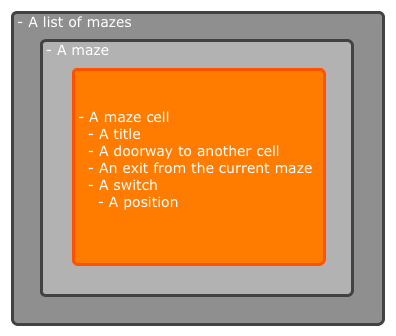 - A list of mazes
- A maze
- A maze cell
- A title
- A doorway to another cell
- An exit from the current maze
- A switch
- A position